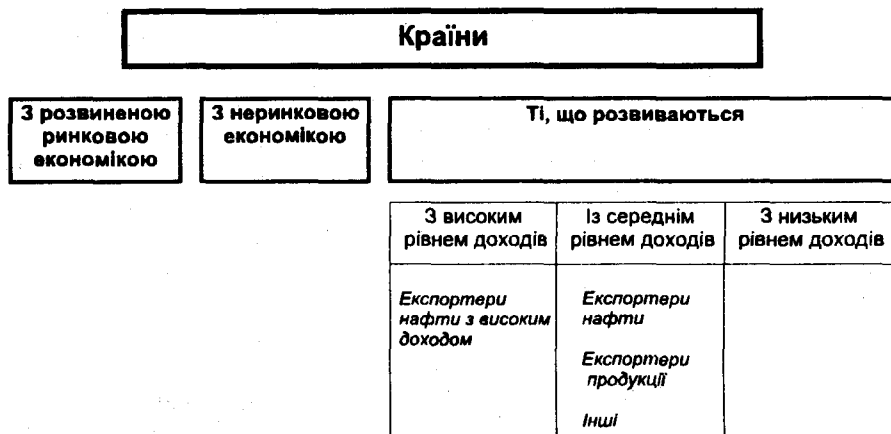 Країни
З розвиненою
ринковою
економікою
З неринковою
економікою
Ті, що розвиваються
З високим
рівнем доходів
Із середнім
рівнем доходів
З низьким
рівнем доходів
Експортери
нафти з високим
доходом
Експортери
нафти
Експортери
продукції
Інші